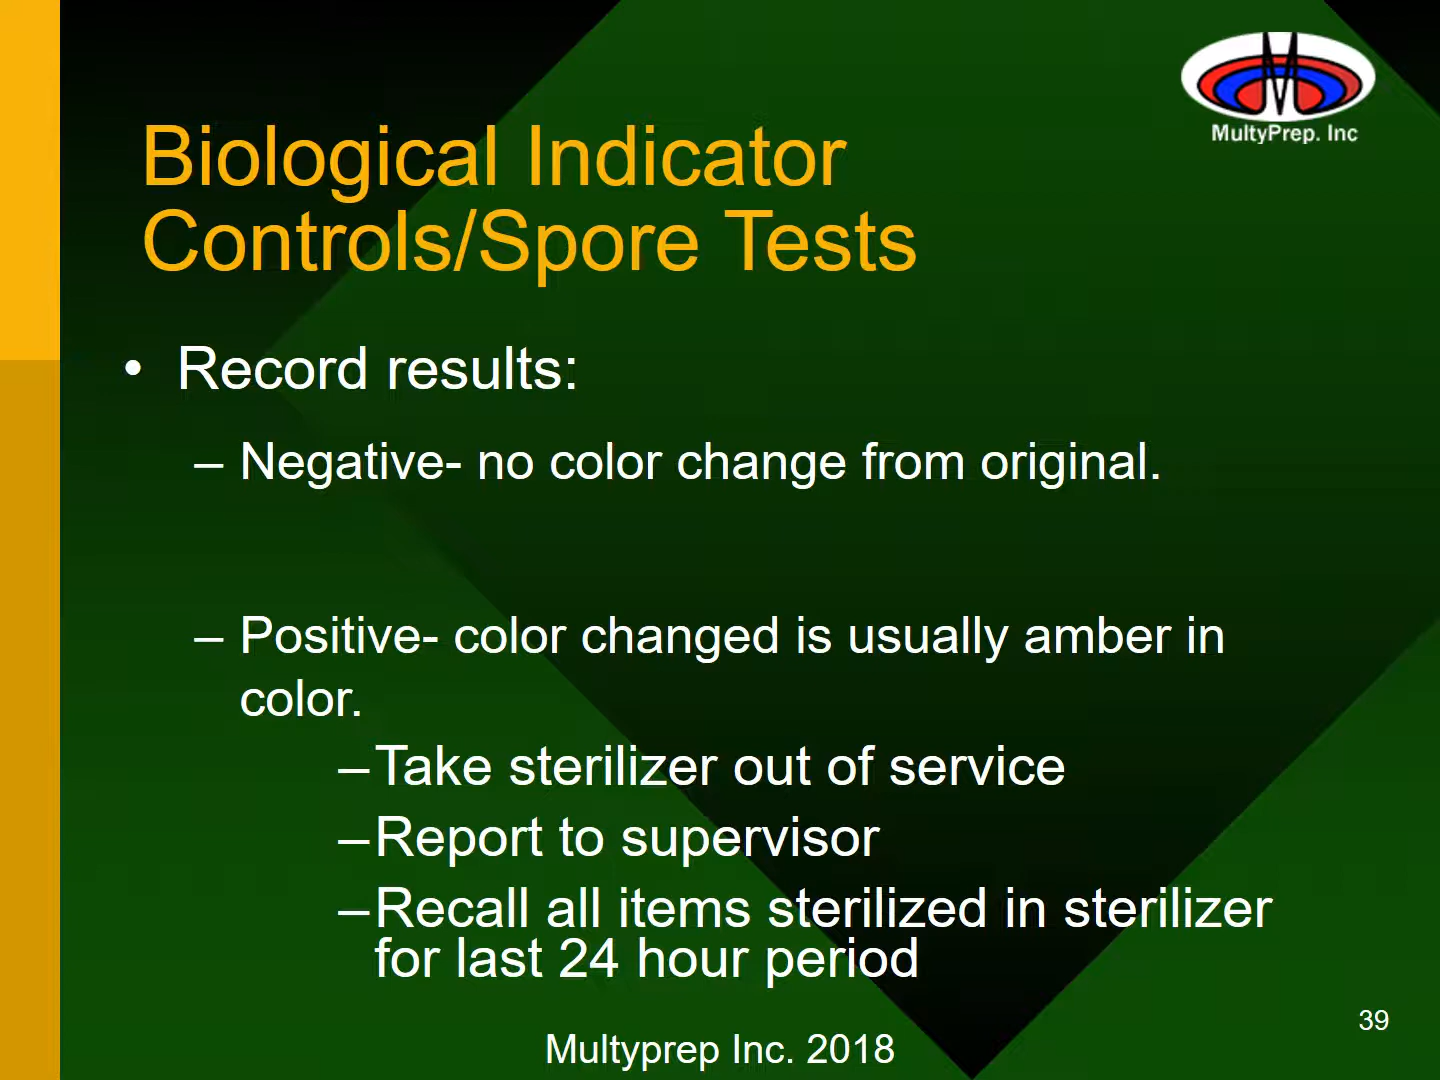 MultyPrep. Inc
Biological Indicator
Controls/Spore Tests
• Record results:
– Negative- no color change from original.
– Positive- color changed is usually amber in
color.
–Take sterilizer out of service
–Report to supervisor
–Recall all items sterilized in sterilizer
for last 24 hour period
39
Multyprep Inc. 2018